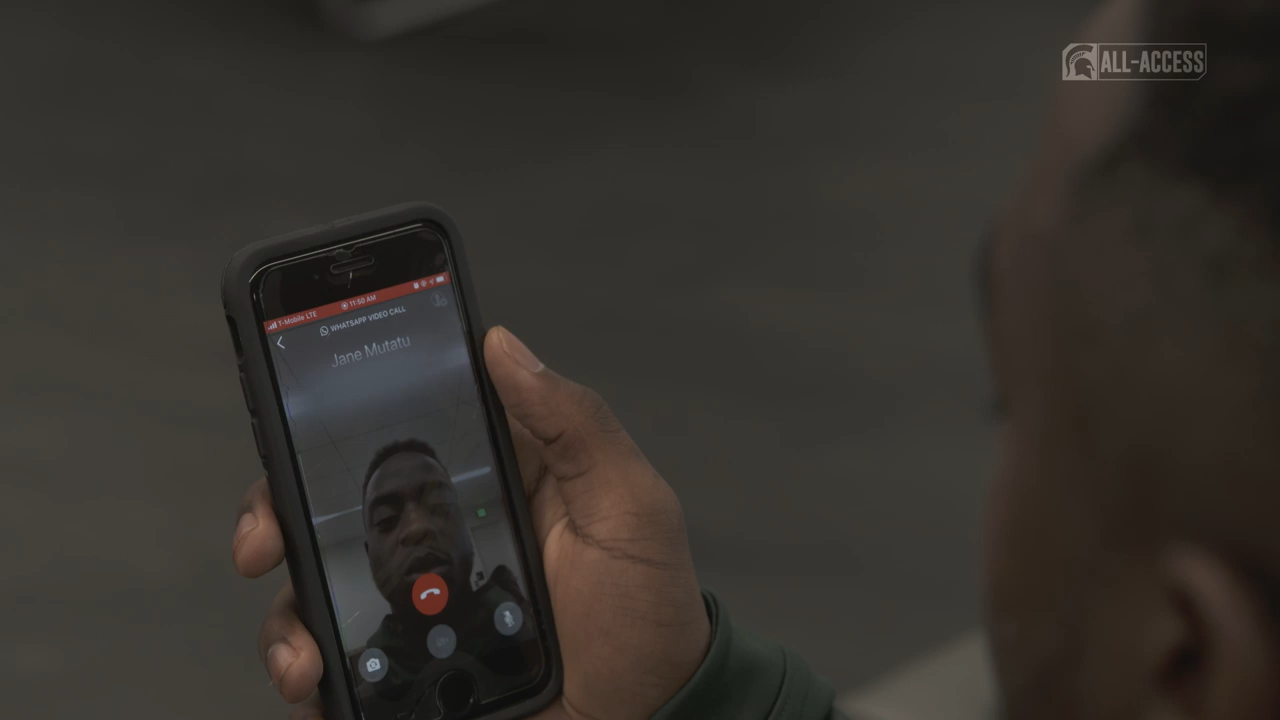 ALL-ACCESS
T-Mobile LTE
11:50 AM
WHATSAPP VIDEO CALL
Jane Mutatu